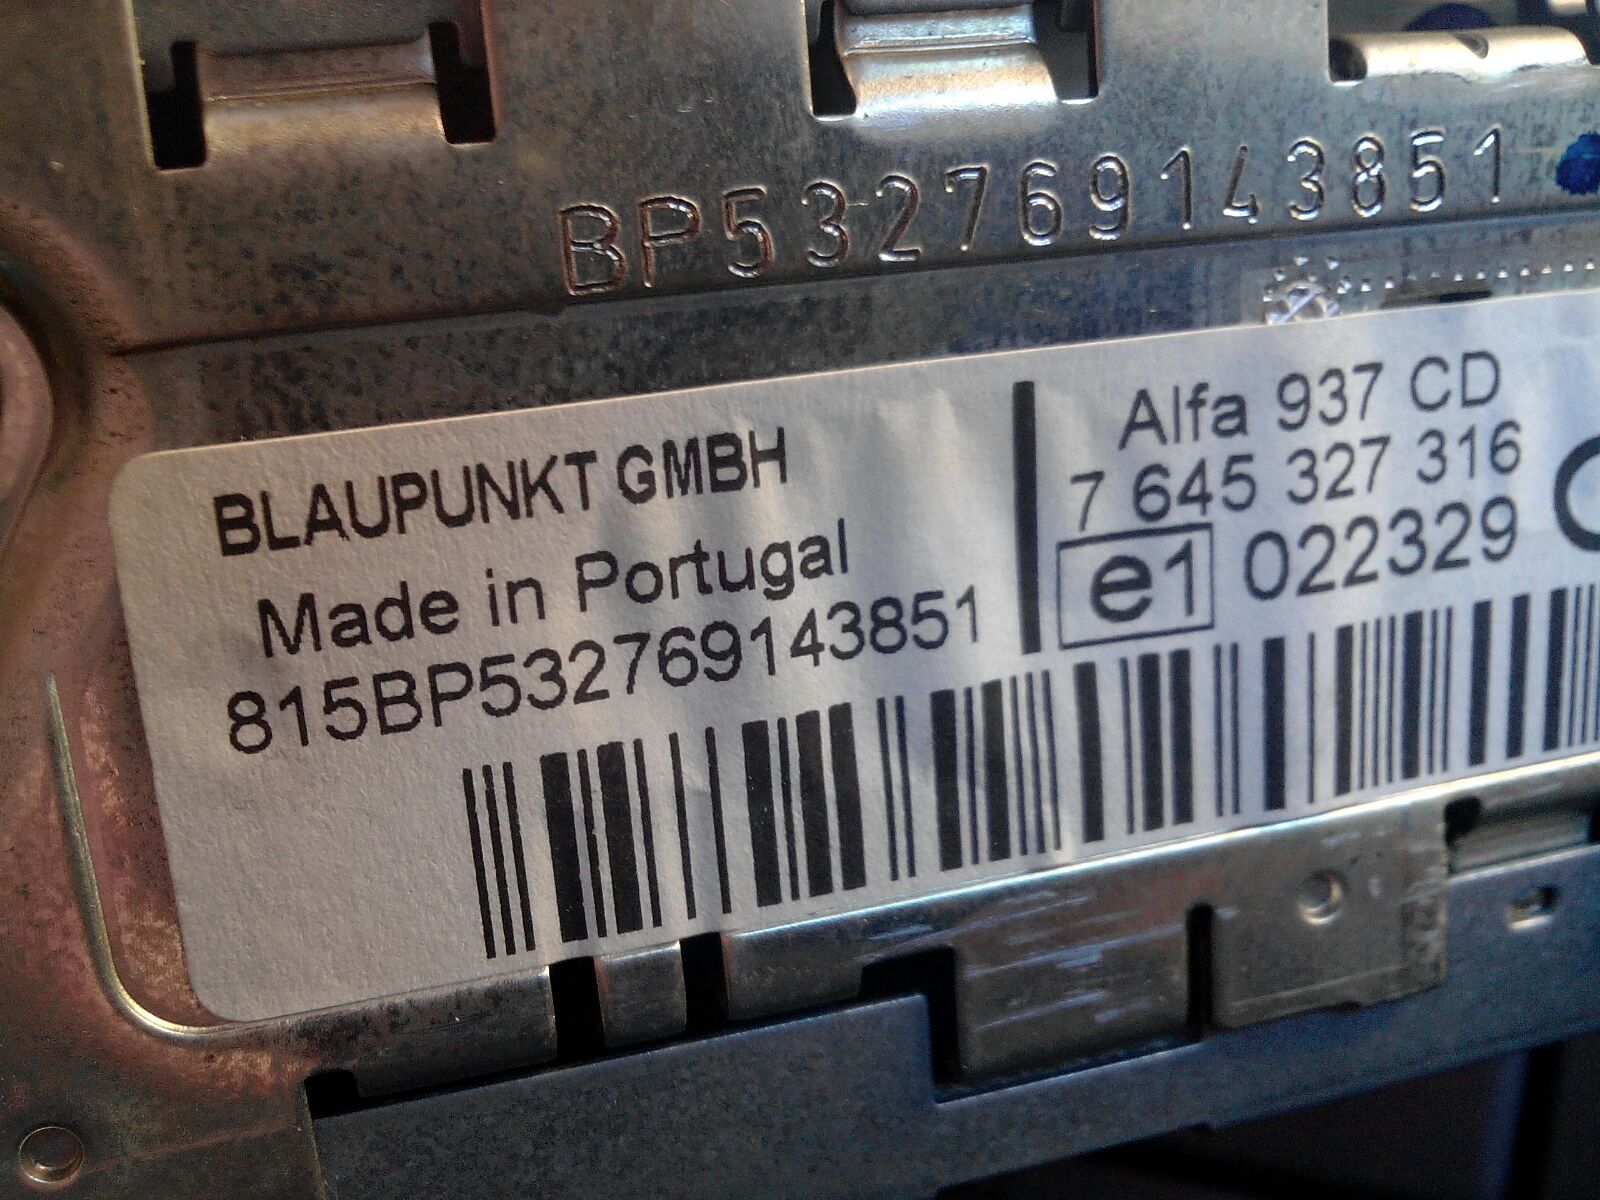 BP532769143851
BLAUPUNKT GMBH
Made in Portugal
815BP532769143851
Alfa 937 CD
7 645 327 316
e1 022329